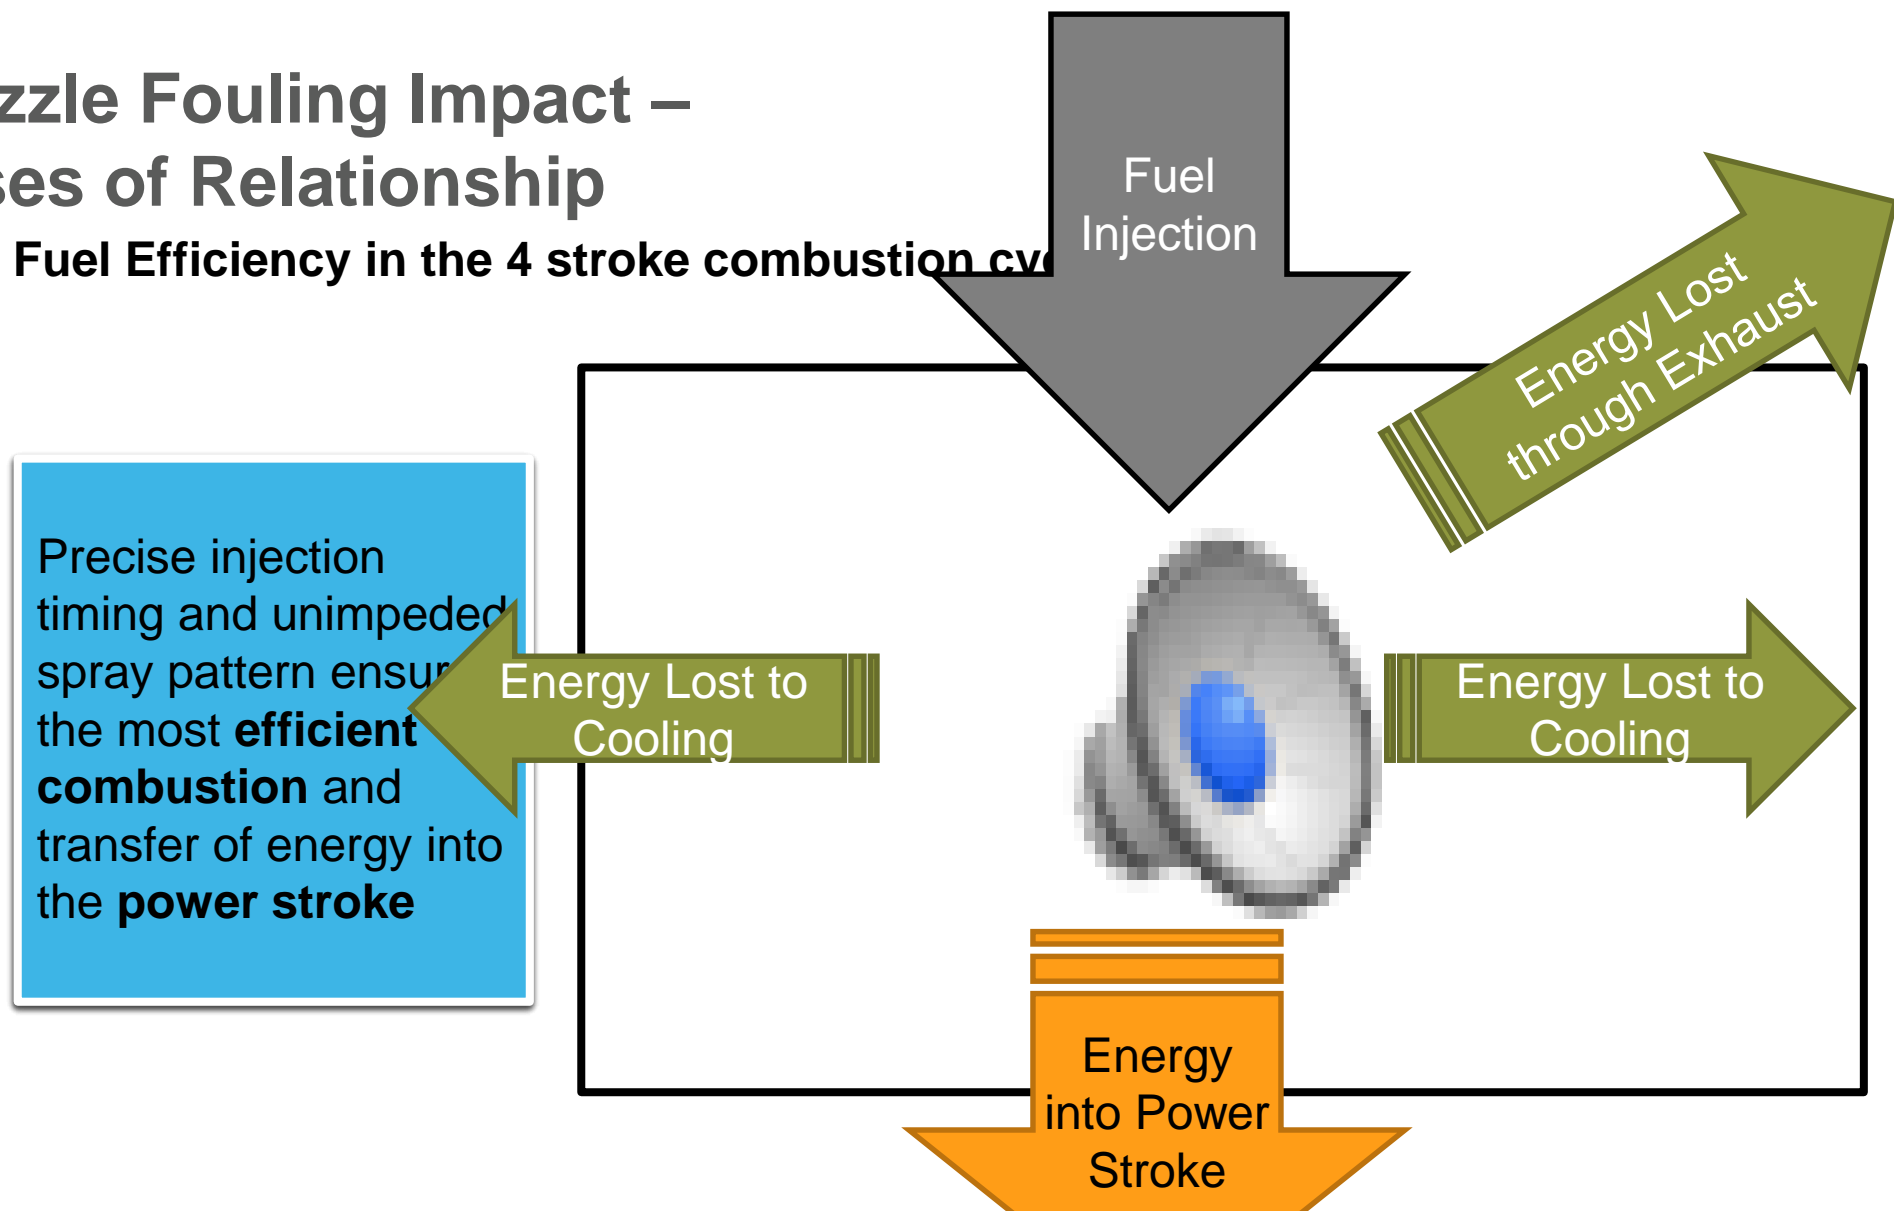 zzle Fouling Impact –
ses of Relationship
Fuel Efficiency in the 4 stroke combustion cy
Fuel
Injection
Energy Lost
through Exhaust
Precise injection
timing and unimpeded
spray pattern ensur
the most efficient
combustion and
transfer of energy into
the power stroke
Energy Lost to
Cooling
Energy Lost to
Cooling
Energy
into Power
Stroke